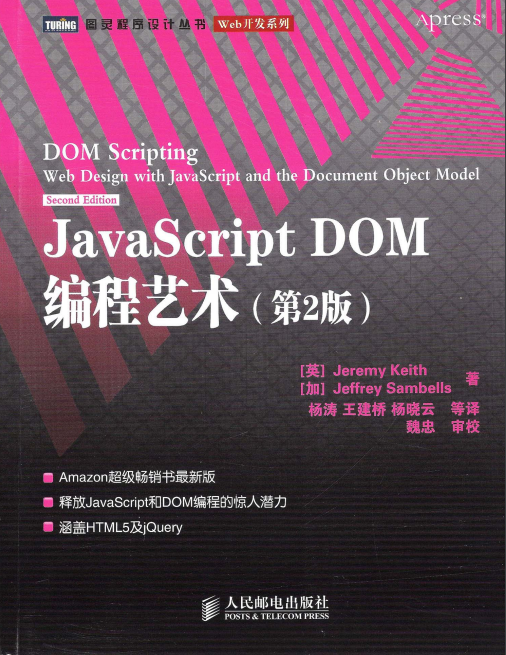 TURING 图灵程序设计丛书 Web开发系列
Apress®
DOM Scripting
Web Design with JavaScript and the Document Object Model
Second Edition
JavaScript DOM
编程艺术（第2版）
[英] Jeremy Keith
[加] Jeffrey Sambells 著
杨涛 王建桥 杨晓云 等译
魏忠 审校
Amazon超级畅销书最新版
释放JavaScript和DOM编程的惊人潜力
涵盖HTML5及jQuery
人民邮电出版社
POSTS & TELECOM PRESS